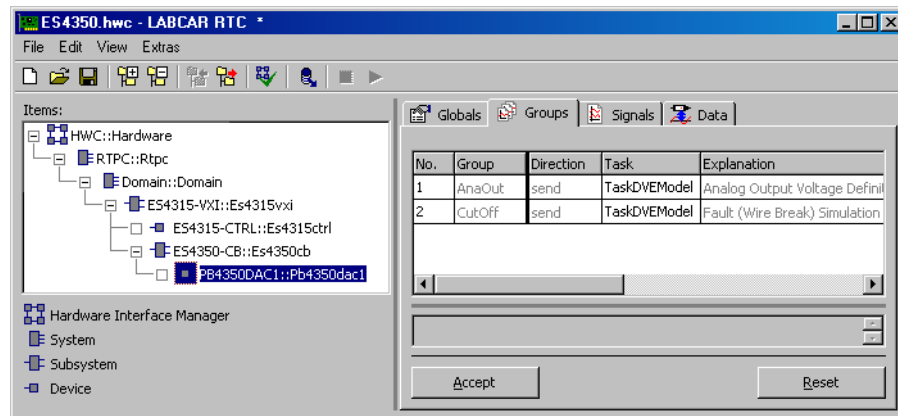 ES4350.hwc - LABCAR RTC *
File Edit View Extras
Items:
HWC::Hardware
RTPC::Rtpc
Domain::Domain
ES4315-VXI::Es4315vxi
ES4315-CTRL::Es4315ctrl
ES4350-CB::Es4350cb
PB4350DAC1::Pb4350dac1
Hardware Interface Manager
System
Subsystem
Device
Globals Groups Signals Data
No. Group Direction Task Explanation
1 AnaOut send TaskDVEModel Analog Output Voltage Defini
2 CutOff send TaskDVEModel Fault (Wire Break) Simulation
Accept Reset